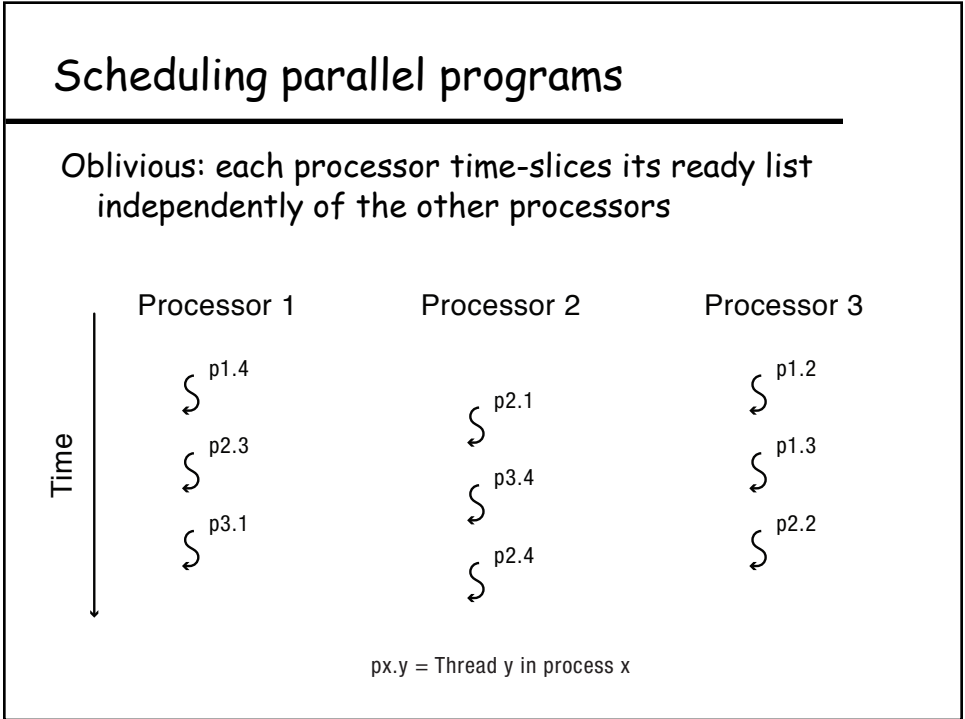 Scheduling parallel programs
Oblivious: each processor time-slices its ready list
independently of the other processors
Processor 1
Processor 2
Processor 3
Time
p1.4
p1.2
p2.1
p2.3
p1.3
p3.4
p3.1
p2.2
p2.4
px.y = Thread y in process x